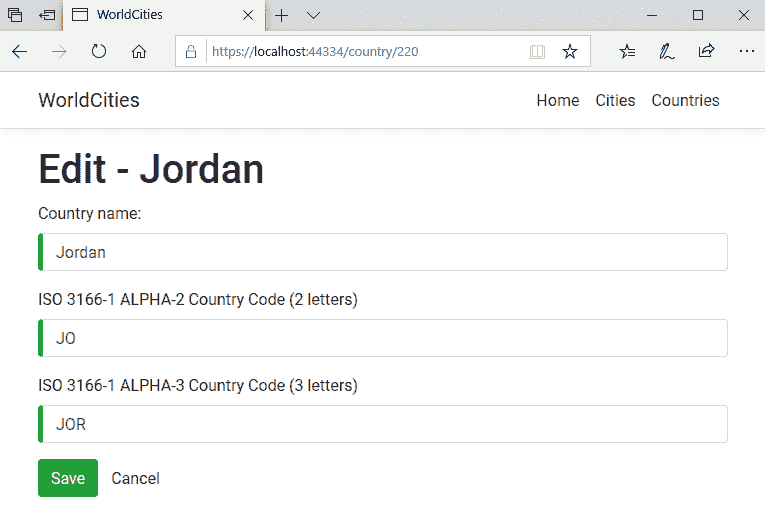 WorldCities
https://localhost:44334/country/220
WorldCities Home Cities Countries
Edit - Jordan
Country name:
Jordan
ISO 3166-1 ALPHA-2 Country Code (2 letters)
JO
ISO 3166-1 ALPHA-3 Country Code (3 letters)
JOR
Save Cancel